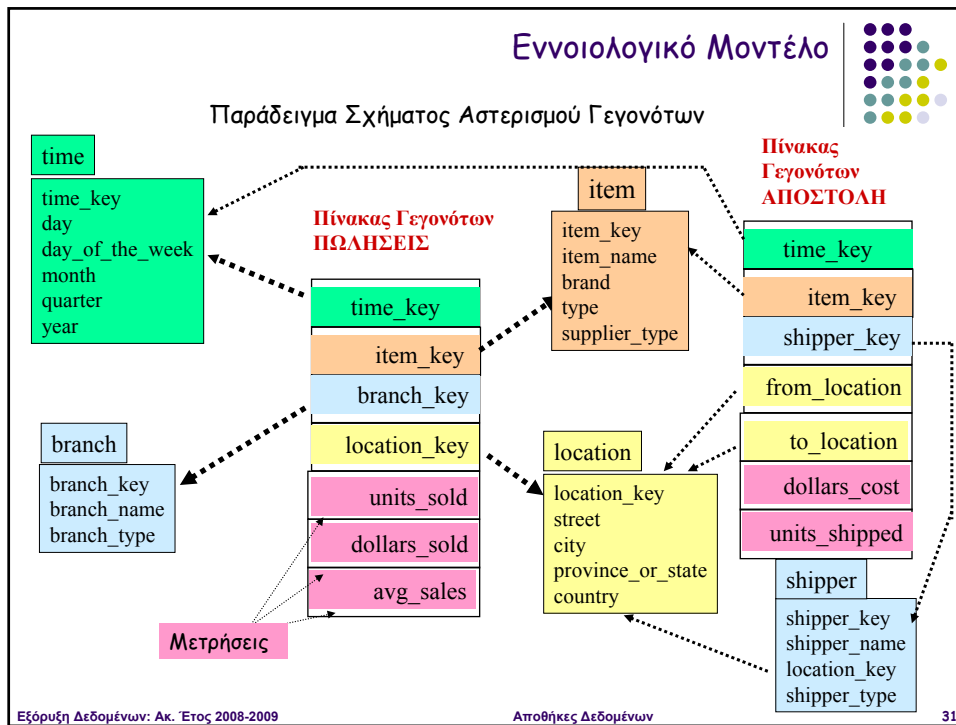 Εννοιολογικό Μοντέλο
Παράδειγμα Σχήματος Αστερισμού Γεγονότων
time
time_key
day
day_of_the_week
month
quarter
year
Πίνακας Γεγονότων
ΠΩΛΗΣΕΙΣ
time_key
item_key
branch_key
location_key
units_sold
dollars_sold
avg_sales
Μετρήσεις
branch
branch_key
branch_name
branch_type
item
item_key
item_name
brand
type
supplier_type
location
location_key
street
city
province_or_state
country
Πίνακας
Γεγονότων
ΑΠΟΣΤΟΛΗ
time_key
item_key
shipper_key
from_location
to_location
dollars_cost
units_shipped
shipper
shipper_key
shipper_name
location_key
shipper_type
Εξόρυξη Δεδομένων: Ακ. Έτος 2008-2009
Αποθήκες Δεδομένων
31